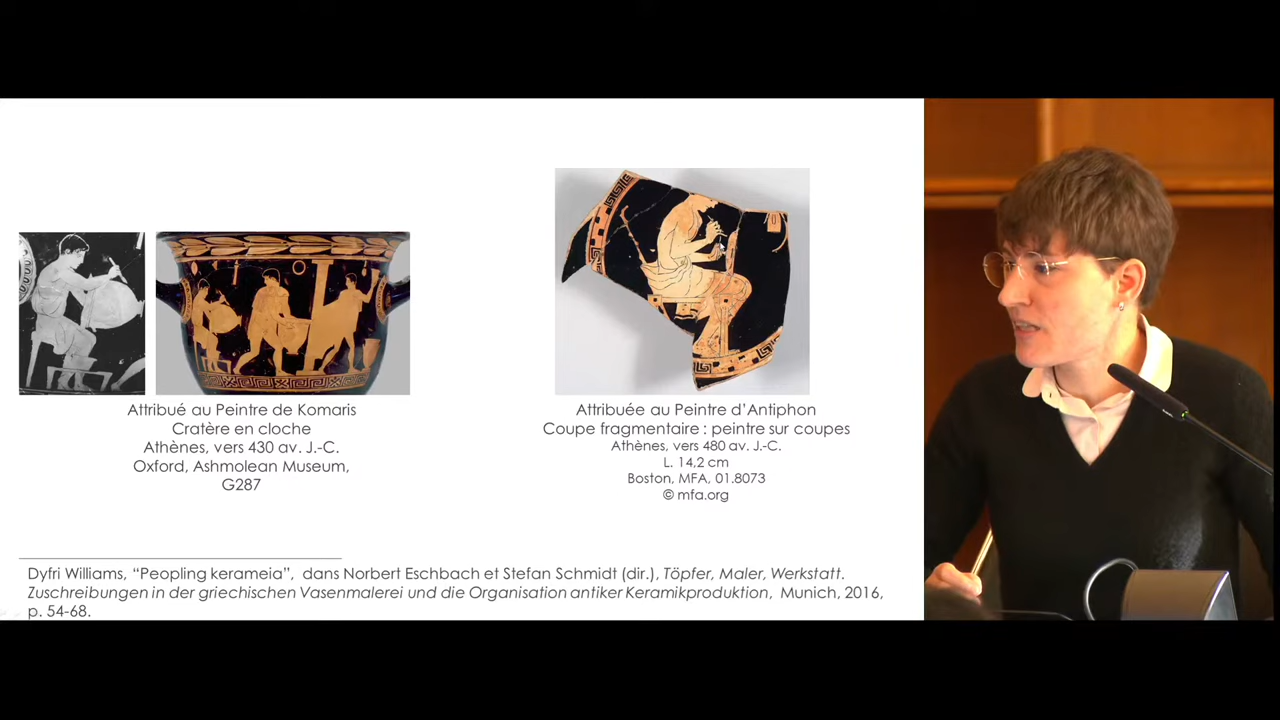 Attribué au Peintre de Komaris
Cratère en cloche
Athènes, vers 430 av. J.-C.
Oxford, Ashmolean Museum,
G287
Attribuée au Peintre d’Antiphon
Coupe fragmentaire : peintre sur coupes
Athènes, vers 480 av. J.-C.
L. 14,2 cm
Boston, MFA, 01.8073
© mfa.org
Dyfri Williams, “Peopling kerameia”, dans Norbert Eschbach et Stefan Schmidt (dir.), Töpfer, Maler, Werkstatt.
Zuschreibungen in der griechischen Vasenmalerei und die Organisation antiker Keramikproduktion, Munich, 2016,
p. 54-68.